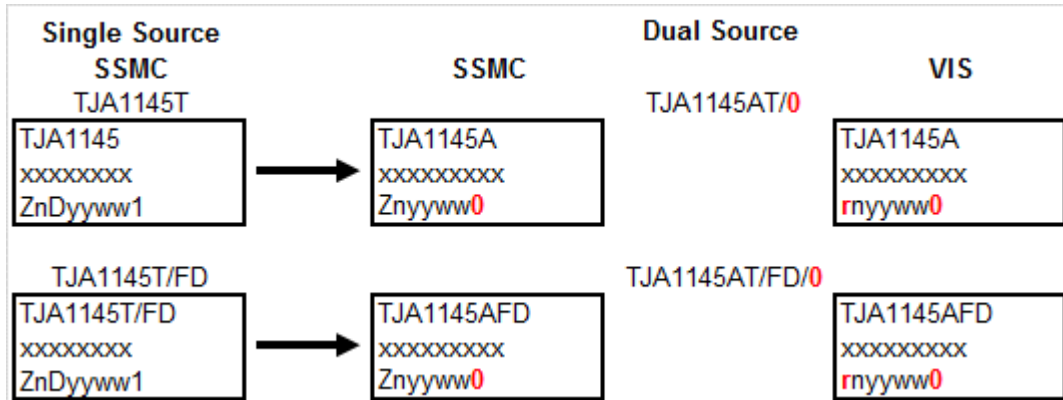 Single Source
Dual Source
SSMC
SSMC
VIS
TJA1145T
TJA1145AT/0
TJA1145
xxxxxxxx
ZnDyyww1
TJA1145A
xxxxxxxxx
Znyyww0
TJA1145A
xxxxxxxxx
rnyyww0
TJA1145T/FD
TJA1145AT/FD/0
TJA1145T/FD
xxxxxxxx
ZnDyyww1
TJA1145AFD
xxxxxxxxx
Znyyww0
TJA1145AFD
xxxxxxxxx
rnyyww0